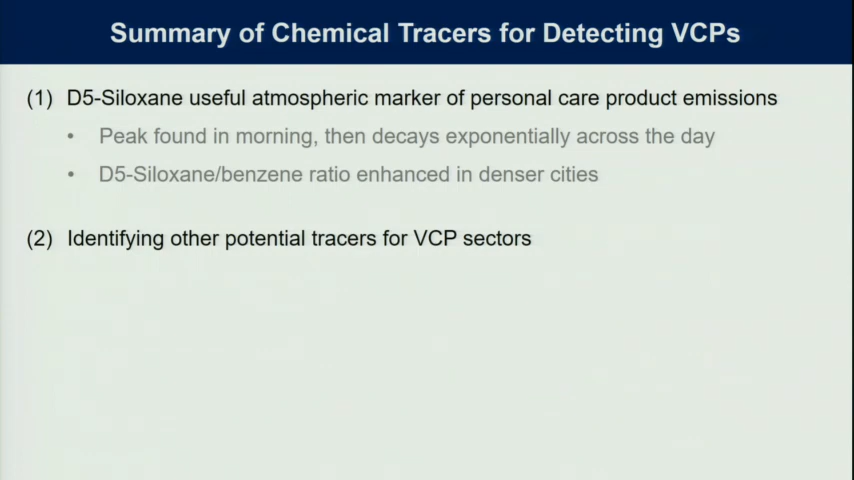 Summary of Chemical Tracers for Detecting VCPs
(1) D5-Siloxane useful atmospheric marker of personal care product emissions
• Peak found in morning, then decays exponentially across the day
• D5-Siloxane/benzene ratio enhanced in denser cities
(2) Identifying other potential tracers for VCP sectors